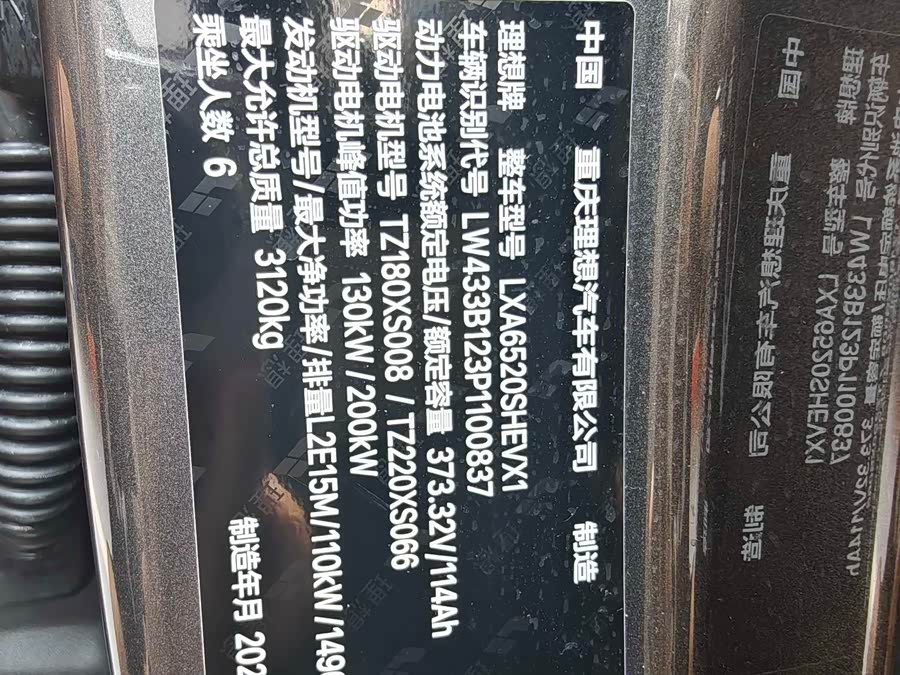 中国 重庆理想汽车有限公司 制造
理想牌 整车型号 LXA6520SHEVX1
车辆识别代号 LW433B123P1100837
动力电池系统额定电压/额定容量 373.32V/114Ah
驱动电机型号 TZ180XS008 / TZ220XS066
驱动电机峰值功率 130kW / 200kW
发动机型号/最大净功率/排量L2E15M/110kW/149
最大允许总质量 3120kg
乘坐人数 6 制造年月 202